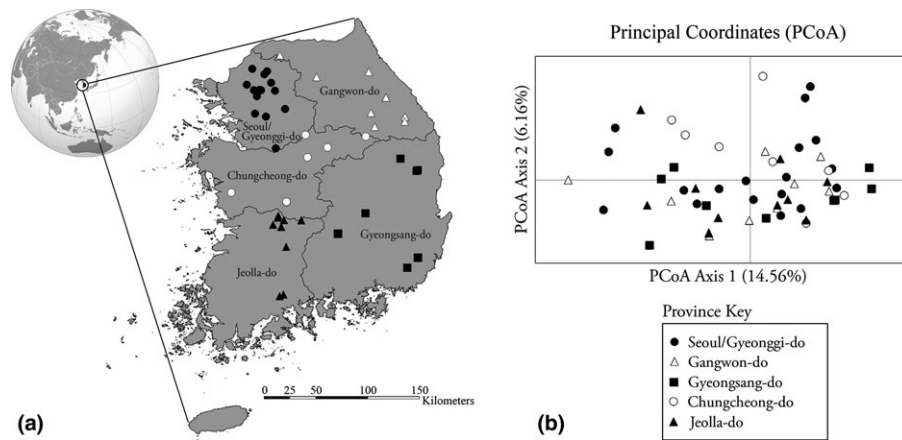 (a)
Gangwon-do
Seoul/
Gyeonggi-do
Chungcheong-do
Gyeongsang-do
Jeolla-do
0 25 50 100 150
Kilometers
(b)
Principal Coordinates (PCoA)
PCoA Axis 2 (6.16%)
PCoA Axis 1 (14.56%)
Province Key
Seoul/Gyeonggi-do
Gangwon-do
Gyeongsang-do
Chungcheong-do
Jeolla-do